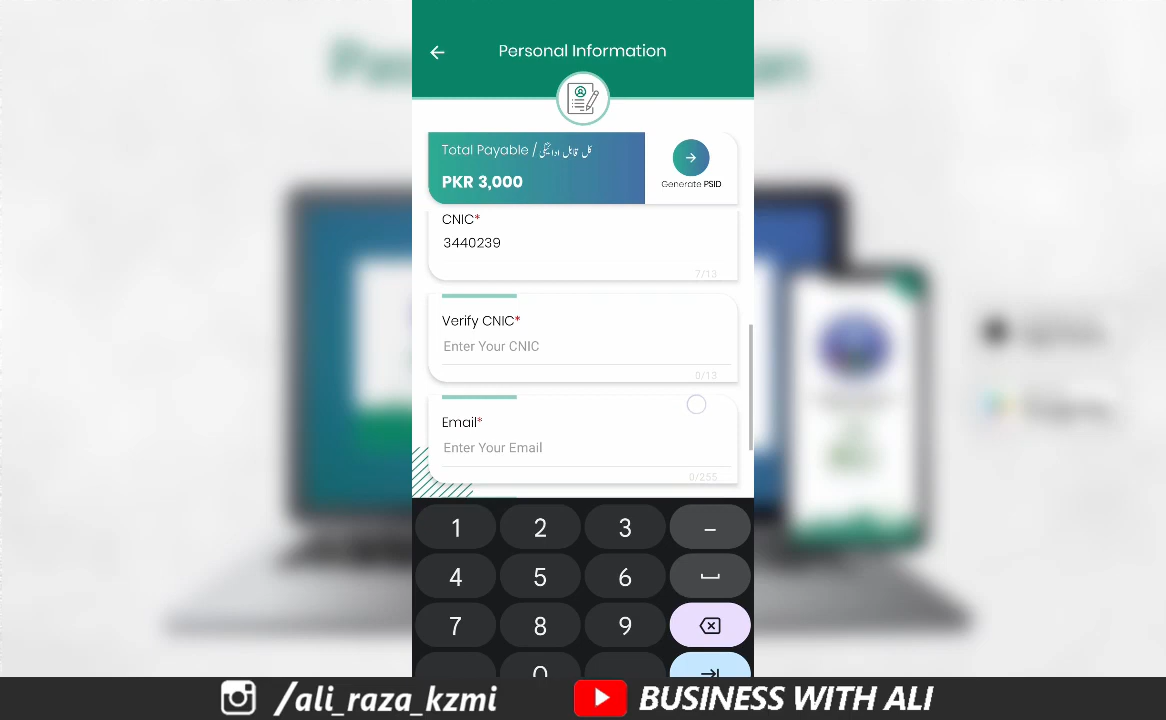 Personal Information
Total Payable / کل قابل ادائیگی
PKR 3,000
Generate PSID
CNIC*
3440239
7/13
Verify CNIC*
Enter Your CNIC
0/13
Email*
Enter Your Email
0/255
1 2 3 –
4 5 6
7 8 9
0
/ali_raza_kzmi
BUSINESS WITH ALI